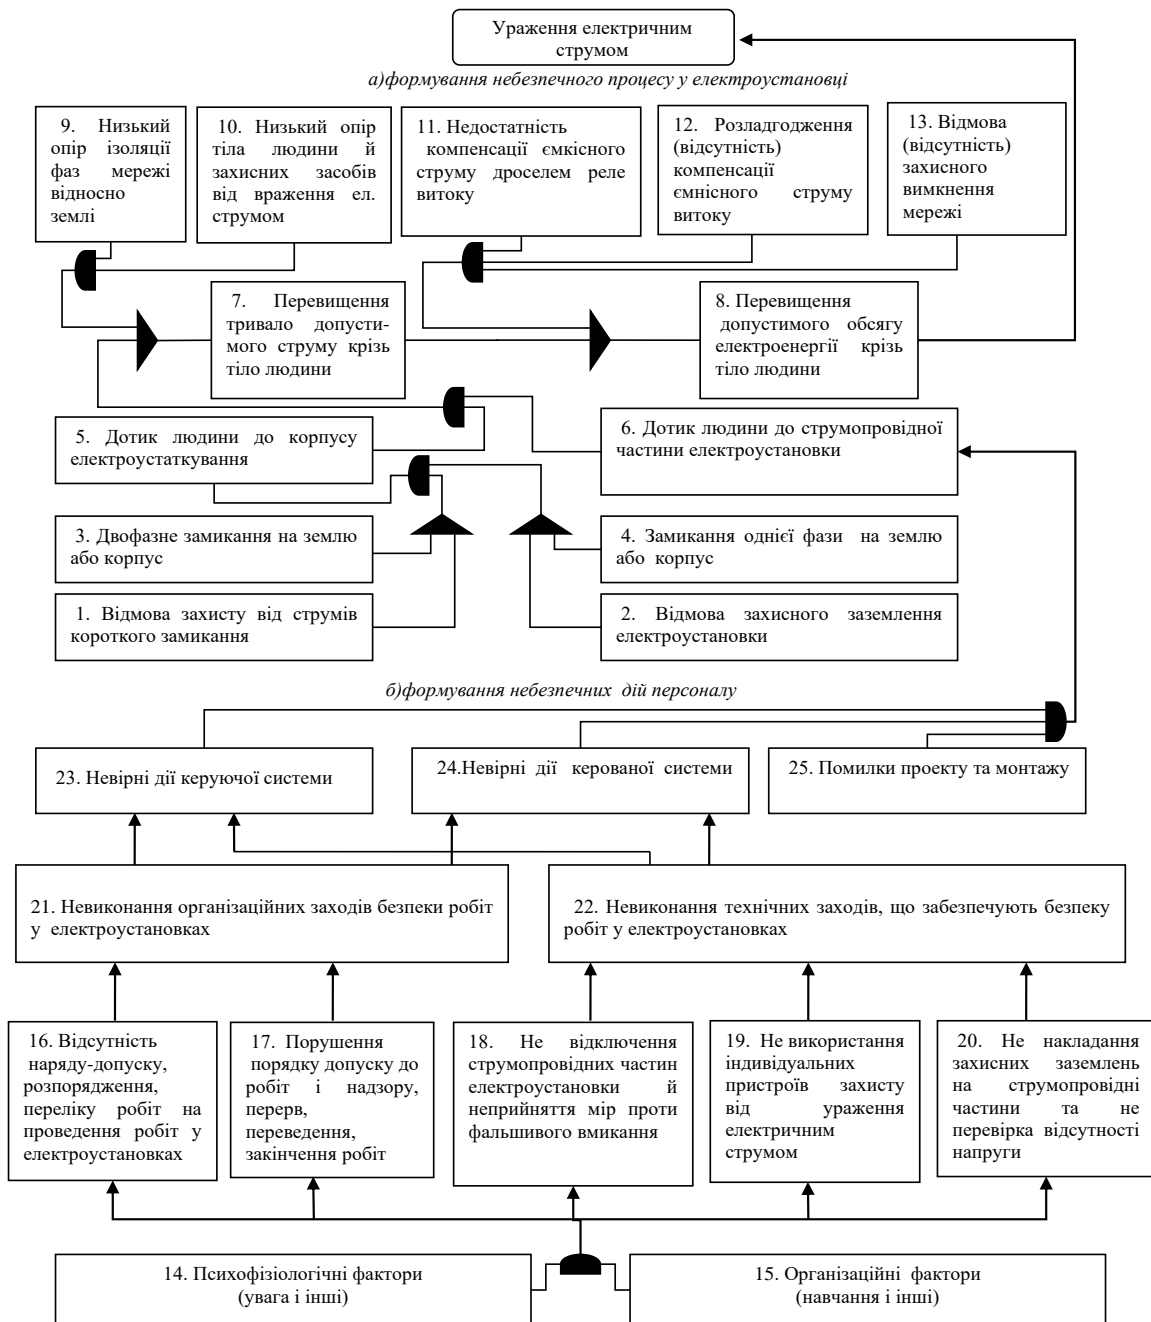 Ураження електричним
струмом
а)формування небезпечного процесу у електроустановці
9. Низький
опір ізоляції
фаз мережі
відносно
землі
10. Низький опір
тіла людини й
захисних засобів
від враження ел.
струмом
11. Недостатність
компенсації ємкісного
струму дроселем реле
витоку
12. Розладгодження
(відсутність)
компенсації
ємнісного струму
витоку
13. Відмова
(відсутність)
захисного
вимкнення
мережі
7. Перевищення
тривало допусти-
мого струму крізь
тіло людини
8. Перевищення
допустимого обсягу
електроенергії крізь
тіло людини
5. Дотик людини до корпусу
електроустаткування
6. Дотик людини до струмопровідної
частини електроустановки
3. Двофазне замикання на землю
або корпус
4. Замикання однієї фази на землю
або корпус
1. Відмова захисту від струмів
короткого замикання
2. Відмова захисного заземлення
електроустановки
б)формування небезпечних дій персоналу
23. Невірні дії керуючої системи
24.Невірні дії керованої системи
25. Помилки проекту та монтажу
21. Невиконання організаційних заходів безпеки робіт
у електроустановках
22. Невиконання технічних заходів, що забезпечують безпеку
робіт у електроустановках
16. Відсутність
наряду-допуску,
розпорядження,
переліку робіт на
проведення робіт у
електроустановках
17. Порушення
порядку допуску до
робіт і надзору,
перерв,
переведення,
закінчення робіт
18. Не відключення
струмопровідних частин
електроустановки й
неприйняття мір проти
фальшивого вмикання
19. Не використання
індивідуальних
пристроїв захисту
від ураження
електричним
струмом
20. Не накладання
захисних заземлень
на струмопровідні
частини та не
перевірка відсутності
напруги
14. Психофізіологічні фактори
(увага і інші)
15. Організаційні фактори
(навчання і інші)